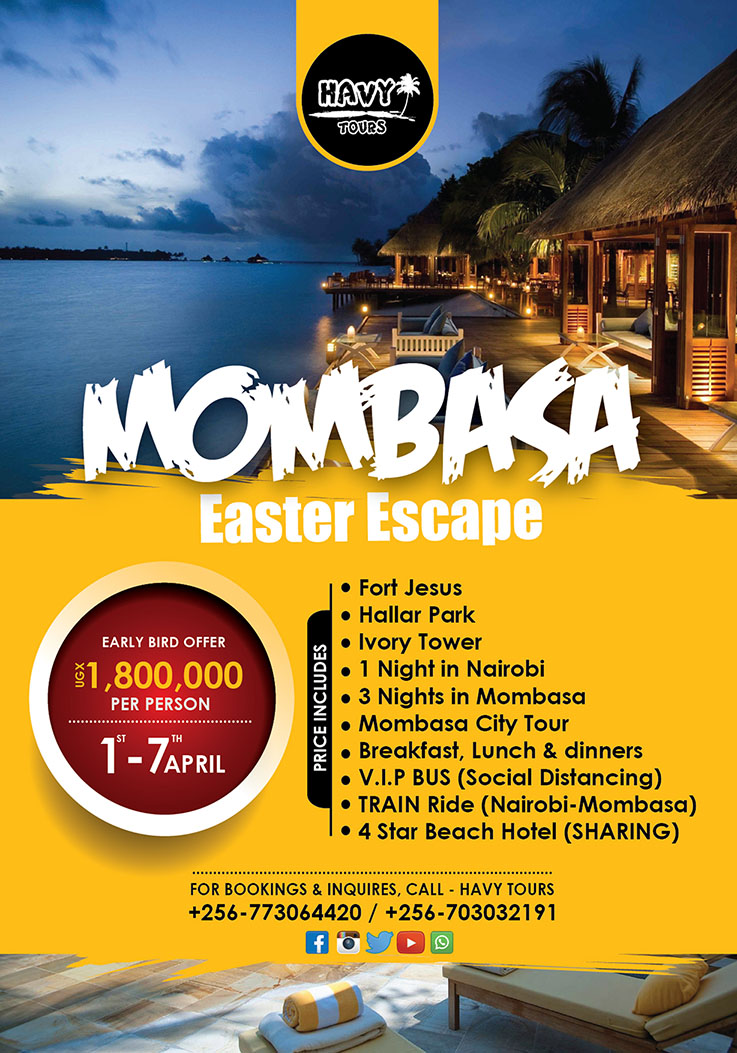 HAVY
TOURS
MOMBASA
Easter Escape
EARLY BIRD OFFER
UGX 1,800,000
PER PERSON
1ST - 7TH APRIL
PRICE INCLUDES
• Fort Jesus
• Hallar Park
• Ivory Tower
• 1 Night in Nairobi
• 3 Nights in Mombasa
• Mombasa City Tour
• Breakfast, Lunch & dinners
• V.I.P BUS (Social Distancing)
• TRAIN Ride (Nairobi-Mombasa)
• 4 Star Beach Hotel (SHARING)
FOR BOOKINGS & INQUIRES, CALL - HAVY TOURS
+256-773064420 / +256-703032191